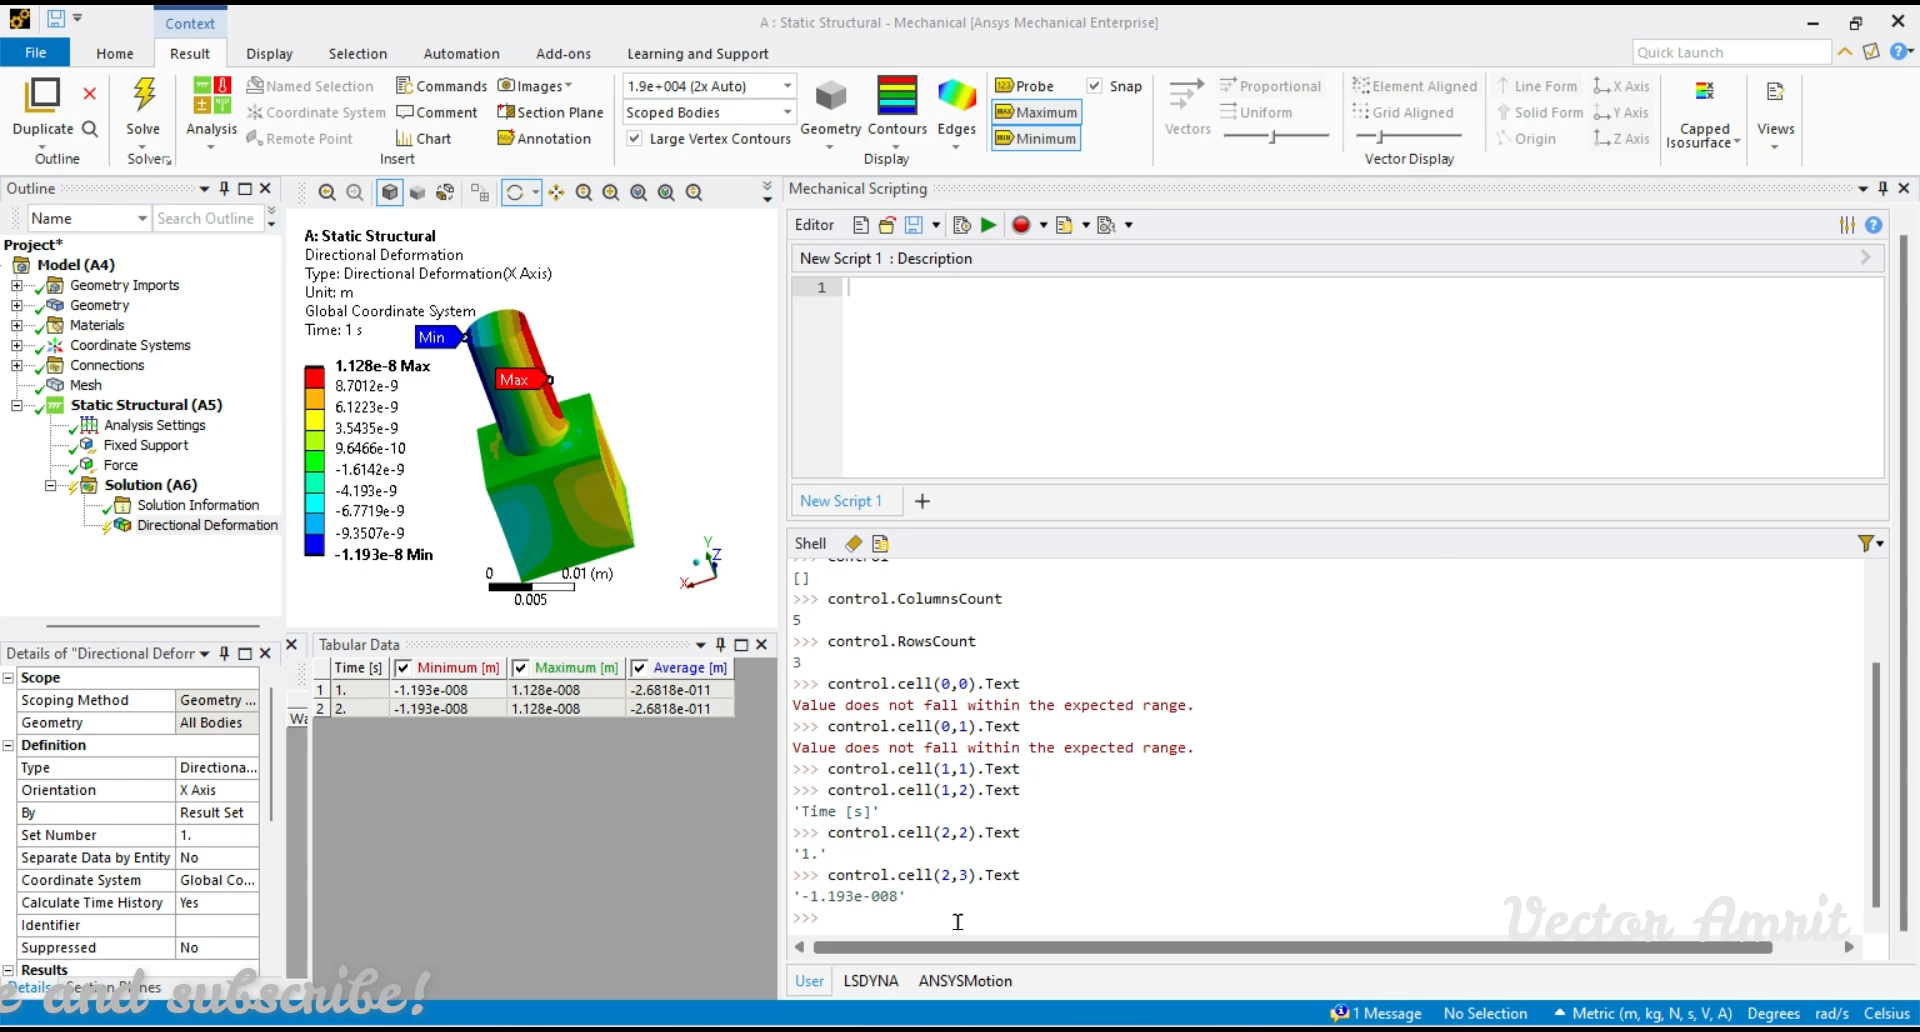 Context
A : Static Structural - Mechanical [Ansys Mechanical Enterprise]
File Home Result Display Selection Automation Add-ons Learning and Support Quick Launch
Duplicate
Outline
Solve
Solver
Analysis
Named Selection
Coordinate System
Remote Point
Commands
Comment
Chart
Images
Section Plane
Annotation
Insert
1.9e+004 (2x Auto)
Scoped Bodies
Large Vertex Contours
Geometry
Contours
Edges
Display
Probe
Maximum
Minimum
Snap
Vectors
Proportional
Uniform
Element Aligned
Grid Aligned
Line Form
Solid Form
Origin
X Axis
Y Axis
Z Axis
Vector Display
Capped
Isosurface
Views
Outline
Name Search Outline
Project*
Model (A4)
Geometry Imports
Geometry
Materials
Coordinate Systems
Connections
Mesh
Static Structural (A5)
Analysis Settings
Fixed Support
Force
Solution (A6)
Solution Information
Directional Deformation
A: Static Structural
Directional Deformation
Type: Directional Deformation(X Axis)
Unit: m
Global Coordinate System
Time: 1 s
Min
Max
1.128e-8 Max
8.7012e-9
6.1223e-9
3.5435e-9
9.6466e-10
-1.6142e-9
-4.193e-9
-6.7719e-9
-9.3507e-9
-1.193e-8 Min
0 0.01 (m)
0.005
Y
Z
X
Details of "Directional Deforr
Scope
Scoping Method Geometry ...
Geometry All Bodies
Definition
Type Directiona...
Orientation X Axis
By Result Set
Set Number 1.
Separate Data by Entity No
Coordinate System Global Co...
Calculate Time History Yes
Identifier
Suppressed No
Results
Details Section Planes
Tabular Data
Time [s] Minimum [m] Maximum [m] Average [m]
1 1. -1.193e-008 1.128e-008 -2.6818e-011
2 2. -1.193e-008 1.128e-008 -2.6818e-011
Mechanical Scripting
Editor
New Script 1 : Description
1
New Script 1 +
Shell
>>> control
[]
>>> control.ColumnsCount
5
>>> control.RowsCount
3
>>> control.cell(0,0).Text
Value does not fall within the expected range.
>>> control.cell(0,1).Text
Value does not fall within the expected range.
>>> control.cell(1,1).Text
>>> control.cell(1,2).Text
'Time [s]'
>>> control.cell(2,2).Text
'1.'
>>> control.cell(2,3).Text
'-1.193e-008'
>>>
Vector Amrit
User LSDYNA ANSYSMotion
e and subscribe!
1 Message No Selection Metric (m, kg, N, s, V, A) Degrees rad/s Celsius